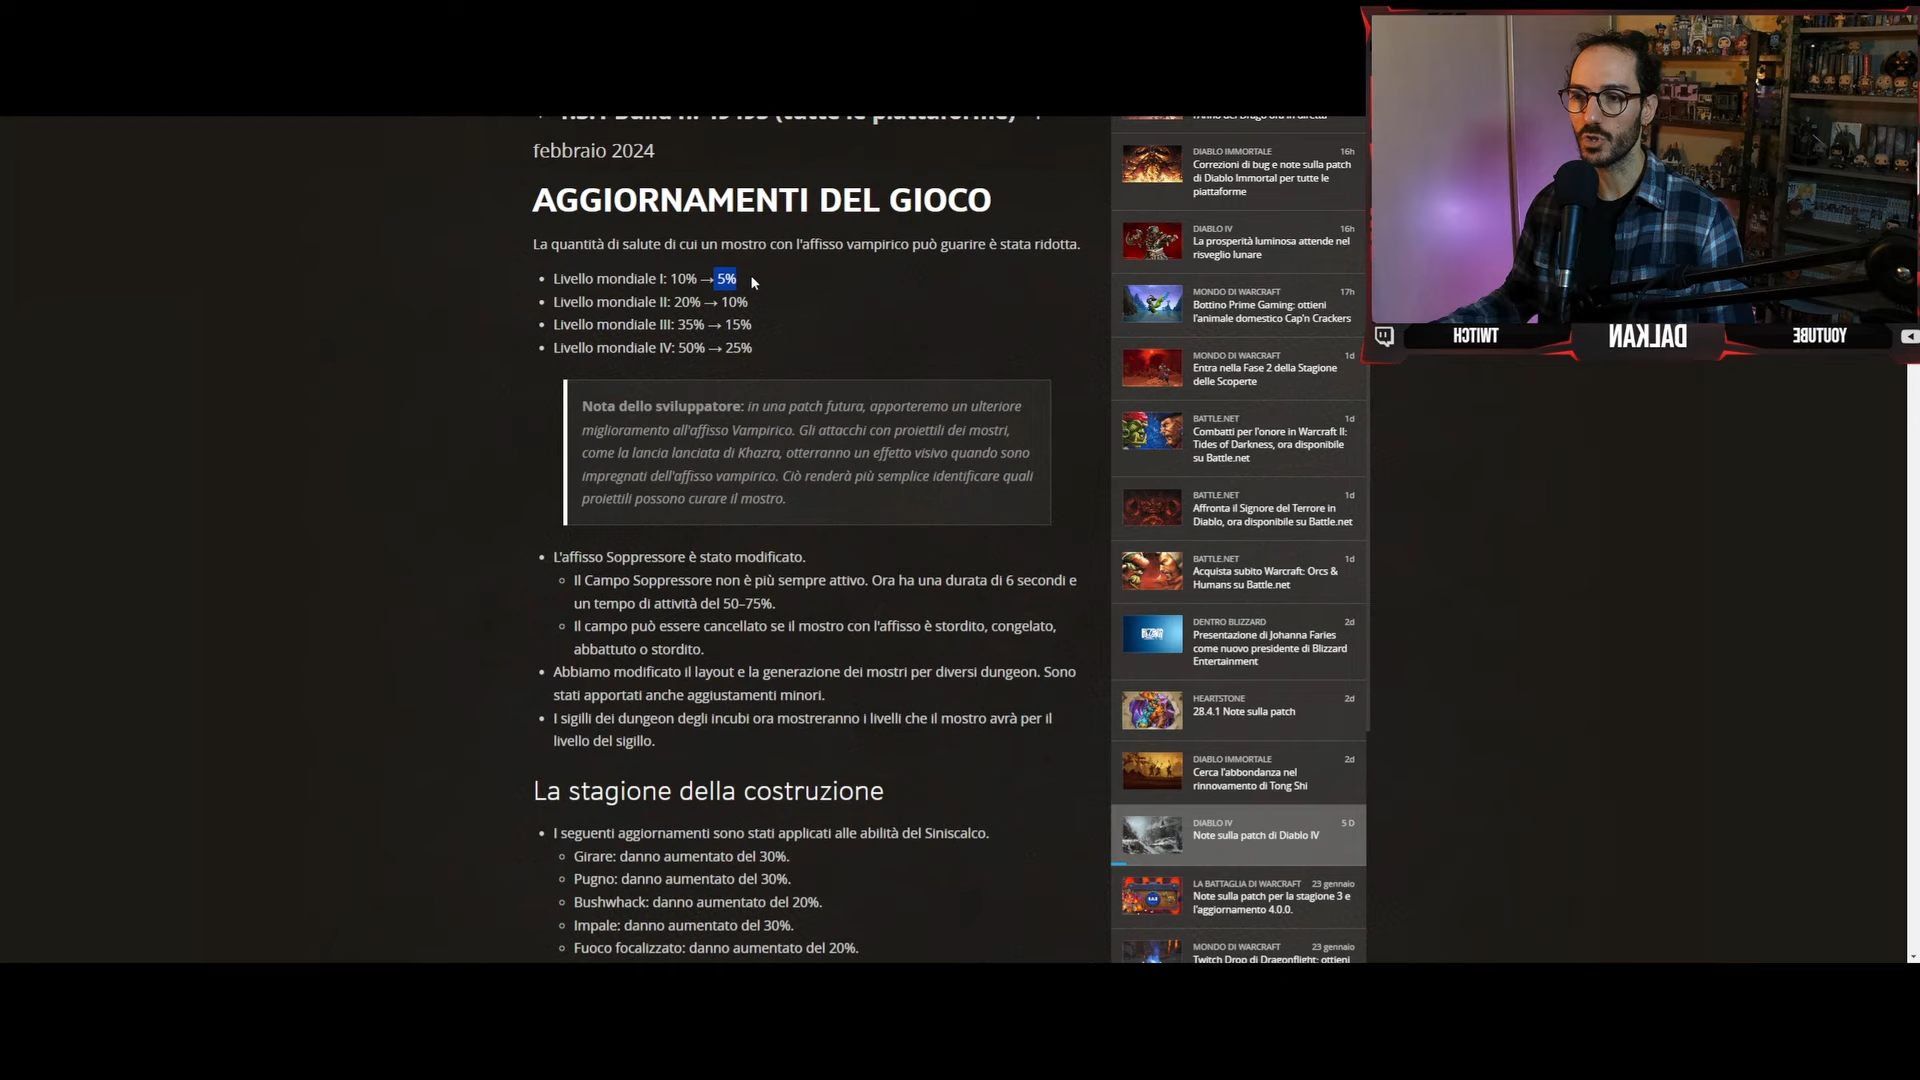 febbraio 2024
AGGIORNAMENTI DEL GIOCO
La quantità di salute di cui un mostro con l'affisso vampirico può guarire è stata ridotta.
• Livello mondiale I: 10% → 5%
• Livello mondiale II: 20% → 10%
• Livello mondiale III: 35% → 15%
• Livello mondiale IV: 50% → 25%
Nota dello sviluppatore: in una patch futura, apporteremo un ulteriore
miglioramento all'affisso Vampirico. Gli attacchi con proiettili dei mostri,
come la lancia lanciata di Khazra, otterranno un effetto visivo quando sono
impregnati dell'affisso vampirico. Ciò renderà più semplice identificare quali
proiettili possono curare il mostro.
• L'affisso Soppressore è stato modificato.
◦ Il Campo Soppressore non è più sempre attivo. Ora ha una durata di 6 secondi e
un tempo di attività del 50–75%.
◦ Il campo può essere cancellato se il mostro con l'affisso è stordito, congelato,
abbattuto o stordito.
• Abbiamo modificato il layout e la generazione dei mostri per diversi dungeon. Sono
stati apportati anche aggiustamenti minori.
• I sigilli dei dungeon degli incubi ora mostreranno i livelli che il mostro avrà per il
livello del sigillo.
La stagione della costruzione
• I seguenti aggiornamenti sono stati applicati alle abilità del Siniscalco.
◦ Girare: danno aumentato del 30%.
◦ Pugno: danno aumentato del 30%.
◦ Bushwhack: danno aumentato del 20%.
◦ Impale: danno aumentato del 30%.
◦ Fuoco focalizzato: danno aumentato del 20%.
DIABLO IMMORTALE 16h
Correzioni di bug e note sulla patch
di Diablo Immortal per tutte le
piattaforme
DIABLO IV 16h
La prosperità luminosa attende nel
risveglio lunare
MONDO DI WARCRAFT 17h
Bottino Prime Gaming: ottieni
l'animale domestico Cap'n Crackers
MONDO DI WARCRAFT 1d
Entra nella Fase 2 della Stagione
delle Scoperte
BATTLE.NET 1d
Combatti per l'onore in Warcraft II:
Tides of Darkness, ora disponibile
su Battle.net
BATTLE.NET 1d
Affronta il Signore del Terrore in
Diablo, ora disponibile su Battle.net
BATTLE.NET 1d
Acquista subito Warcraft: Orcs &
Humans su Battle.net
DENTRO BLIZZARD 2d
Presentazione di Johanna Faries
come nuovo presidente di Blizzard
Entertainment
HEARTSTONE 2d
28.4.1 Note sulla patch
DIABLO IMMORTALE 2d
Cerca l'abbondanza nel
rinnovamento di Tong Shi
DIABLO IV 5 D
Note sulla patch di Diablo IV
LA BATTAGLIA DI WARCRAFT 23 gennaio
Note sulla patch per la stagione 3 e
l'aggiornamento 4.0.0.
MONDO DI WARCRAFT 23 gennaio
Twitch Drop di Dragonflight: ottieni
TWITCH
DALKAN
YOUTUBE